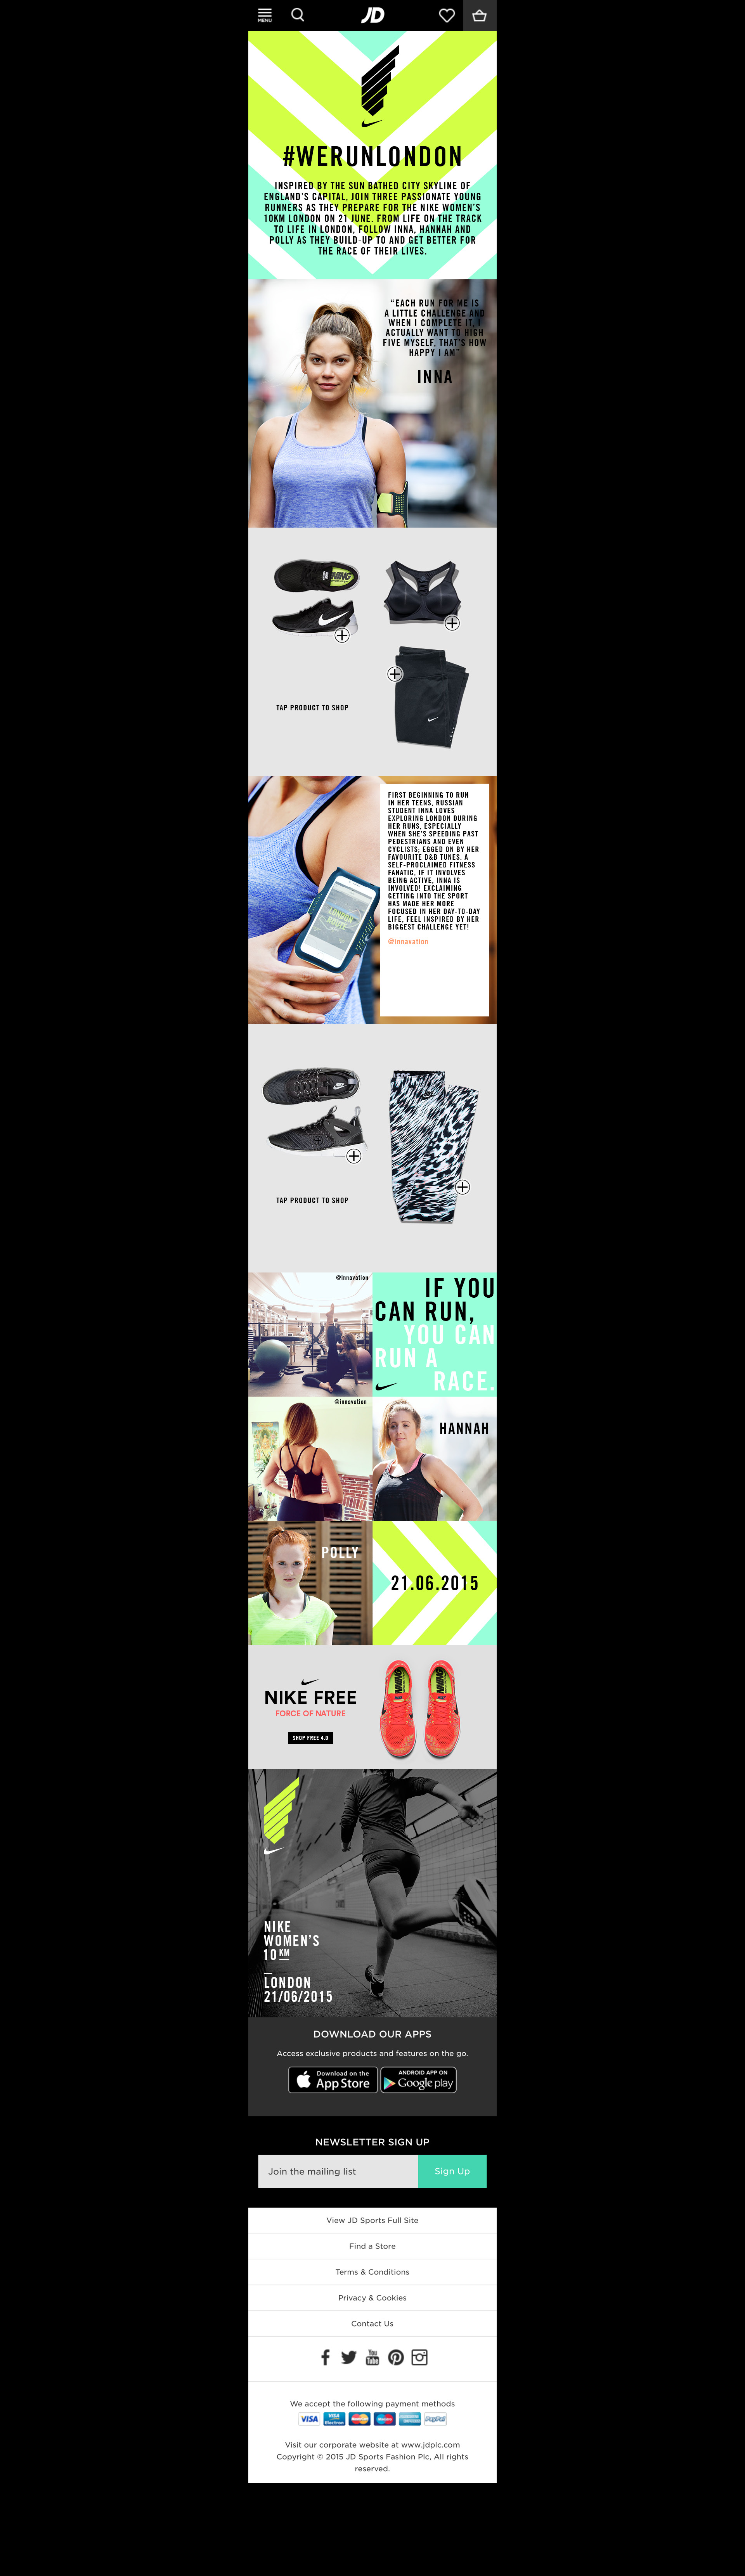 MENU
JD
#WERUNLONDON
INSPIRED BY THE SUN BATHED CITY SKYLINE OF
ENGLAND'S CAPITAL, JOIN THREE PASSIONATE YOUNG
RUNNERS AS THEY PREPARE FOR THE NIKE WOMEN'S
10KM LONDON ON 21 JUNE. FROM LIFE ON THE TRACK
TO LIFE IN LONDON, FOLLOW INNA, HANNAH AND
POLLY AS THEY BUILD-UP TO AND GET BETTER FOR
THE RACE OF THEIR LIVES.
"EACH RUN FOR ME IS
A LITTLE CHALLENGE AND
WHEN I COMPLETE IT, I
ACTUALLY WANT TO HIGH
FIVE MYSELF, THAT'S HOW
HAPPY I AM"
INNA
TAP PRODUCT TO SHOP
FIRST BEGINNING TO RUN
IN HER TEENS, RUSSIAN
STUDENT INNA LOVES
EXPLORING LONDON DURING
HER RUNS, ESPECIALLY
WHEN SHE'S SPEEDING PAST
PEDESTRIANS AND EVEN
CYCLISTS; EGGED ON BY HER
FAVOURITE D&B TUNES. A
SELF-PROCLAIMED FITNESS
FANATIC, IF IT INVOLVES
BEING ACTIVE, INNA IS
INVOLVED! EXCLAIMING
GETTING INTO THE SPORT
HAS MADE HER MORE
FOCUSED IN HER DAY-TO-DAY
LIFE, FEEL INSPIRED BY HER
BIGGEST CHALLENGE YET!
@innavation
TAP PRODUCT TO SHOP
@innavation
IF YOU
CAN RUN,
YOU CAN
RUN A
RACE.
@innavation
HANNAH
POLLY
21.06.2015
NIKE FREE
FORCE OF NATURE
SHOP FREE 4.0
NIKE
WOMEN'S
10 KM
LONDON
21/06/2015
DOWNLOAD OUR APPS
Access exclusive products and features on the go.
Download on the
App Store
ANDROID APP ON
Google play
NEWSLETTER SIGN UP
Join the mailing list
Sign Up
View JD Sports Full Site
Find a Store
Terms & Conditions
Privacy & Cookies
Contact Us
You
Tube
We accept the following payment methods
VISA
PayPal
Visit our corporate website at www.jdplc.com
Copyright © 2015 JD Sports Fashion Plc, All rights
reserved.